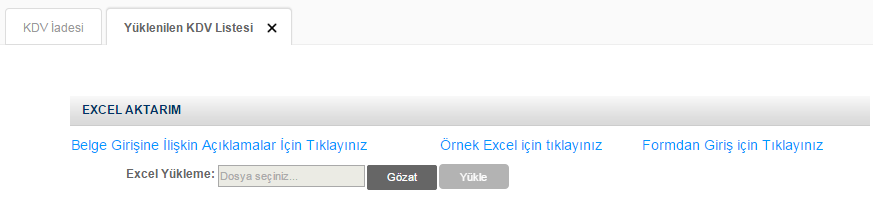 KDV İadesi
Yüklenilen KDV Listesi ×
EXCEL AKTARIM
Belge Girişine İlişkin Açıklamalar İçin Tıklayınız
Örnek Excel için tıklayınız
Formdan Giriş için Tıklayınız
Excel Yükleme: Dosya seçiniz... Gözat Yükle